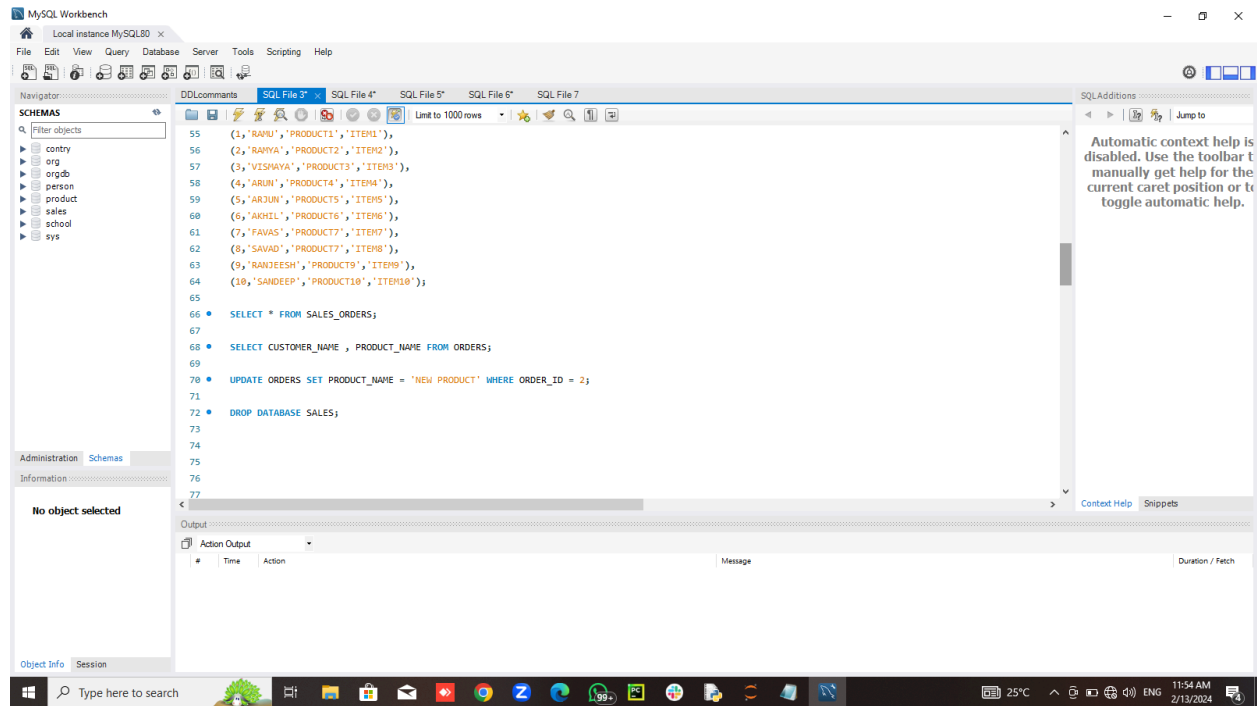 MySQL Workbench
Local instance MySQL80
File Edit View Query Database Server Tools Scripting Help
Navigator
SCHEMAS
Filter objects
contry
org
orgdb
person
product
sales
school
sys
Administration Schemas
Information
No object selected
Object Info Session
DDLcommants SQL File 3* SQL File 4* SQL File 5* SQL File 6* SQL File 7
Limit to 1000 rows
55 (1,'RAMU','PRODUCT1','ITEM1'),
56 (2,'RAMYA','PRODUCT2','ITEM2'),
57 (3,'VISMAYA','PRODUCT3','ITEM3'),
58 (4,'ARUN','PRODUCT4','ITEM4'),
59 (5,'ARJUN','PRODUCT5','ITEM5'),
60 (6,'AKHIL','PRODUCT6','ITEM6'),
61 (7,'FAVAS','PRODUCT7','ITEM7'),
62 (8,'SAVAD','PRODUCT7','ITEM8'),
63 (9,'RANJEESH','PRODUCT9','ITEM9'),
64 (10,'SANDEEP','PRODUCT10','ITEM10');
65
66 SELECT * FROM SALES_ORDERS;
67
68 SELECT CUSTOMER_NAME , PRODUCT_NAME FROM ORDERS;
69
70 UPDATE ORDERS SET PRODUCT_NAME = 'NEW PRODUCT' WHERE ORDER_ID = 2;
71
72 DROP DATABASE SALES;
73
74
75
76
77
Output
Action Output
# Time Action Message Duration / Fetch
SQLAdditions
Jump to
Automatic context help is
disabled. Use the toolbar t
manually get help for the
current caret position or to
toggle automatic help.
Context Help Snippets
Type here to search
99+
PC
25°C
ENG
11:54 AM
2/13/2024
4